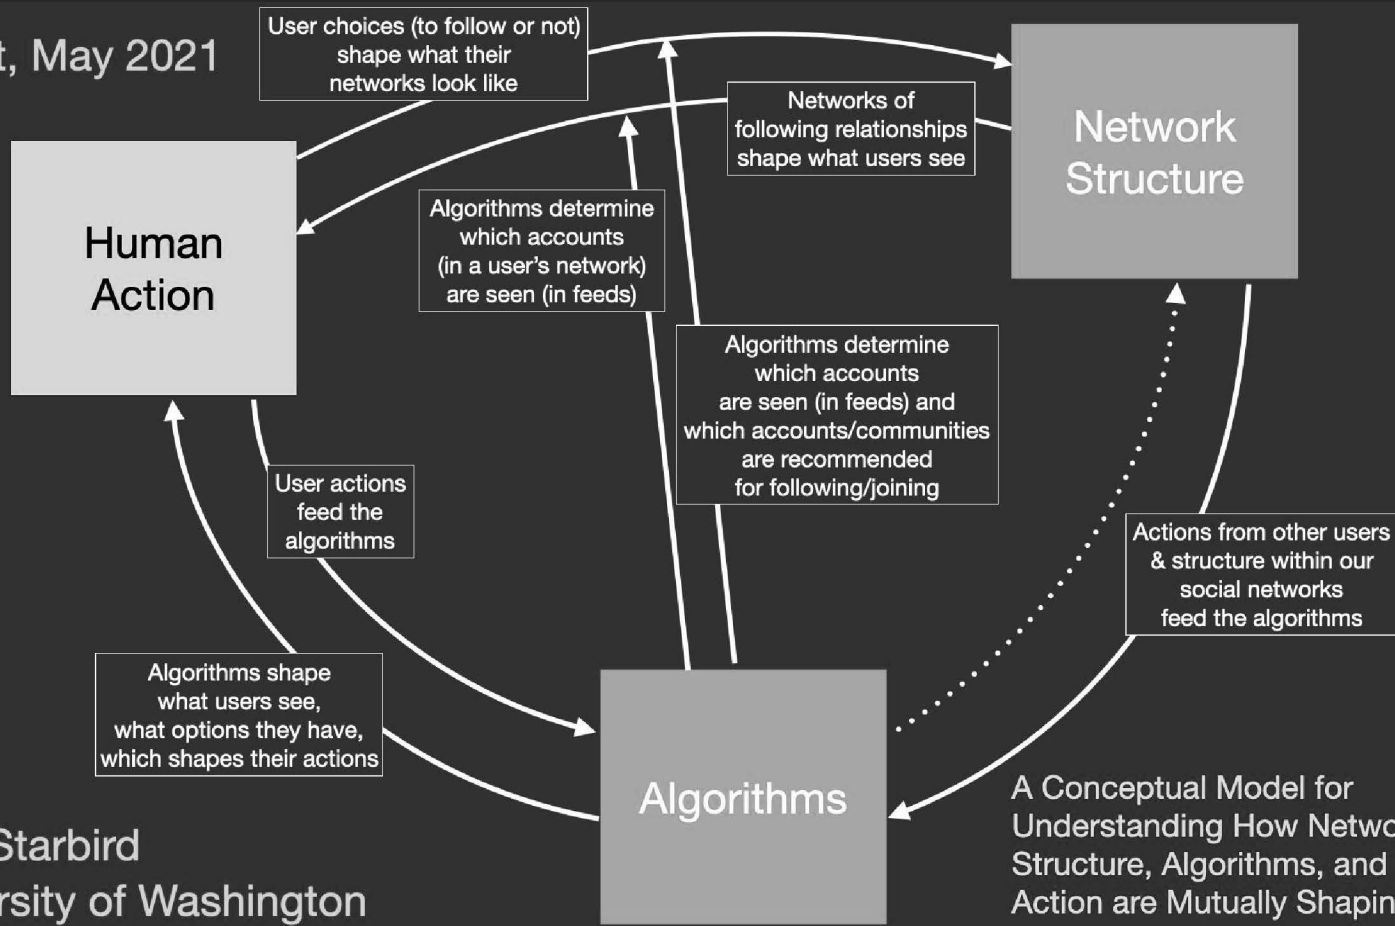 t, May 2021
User choices (to follow or not)
shape what their
networks look like
Networks of
following relationships
shape what users see
Network
Structure
Human
Action
Algorithms determine
which accounts
(in a user's network)
are seen (in feeds)
Algorithms determine
which accounts
are seen (in feeds) and
which accounts/communities
are recommended
for following/joining
User actions
feed the
algorithms
Actions from other users
& structure within our
social networks
feed the algorithms
Algorithms shape
what users see,
what options they have,
which shapes their actions
Algorithms
Starbird
rsity of Washington
A Conceptual Model for
Understanding How Netwo
Structure, Algorithms, and
Action are Mutually Shapin